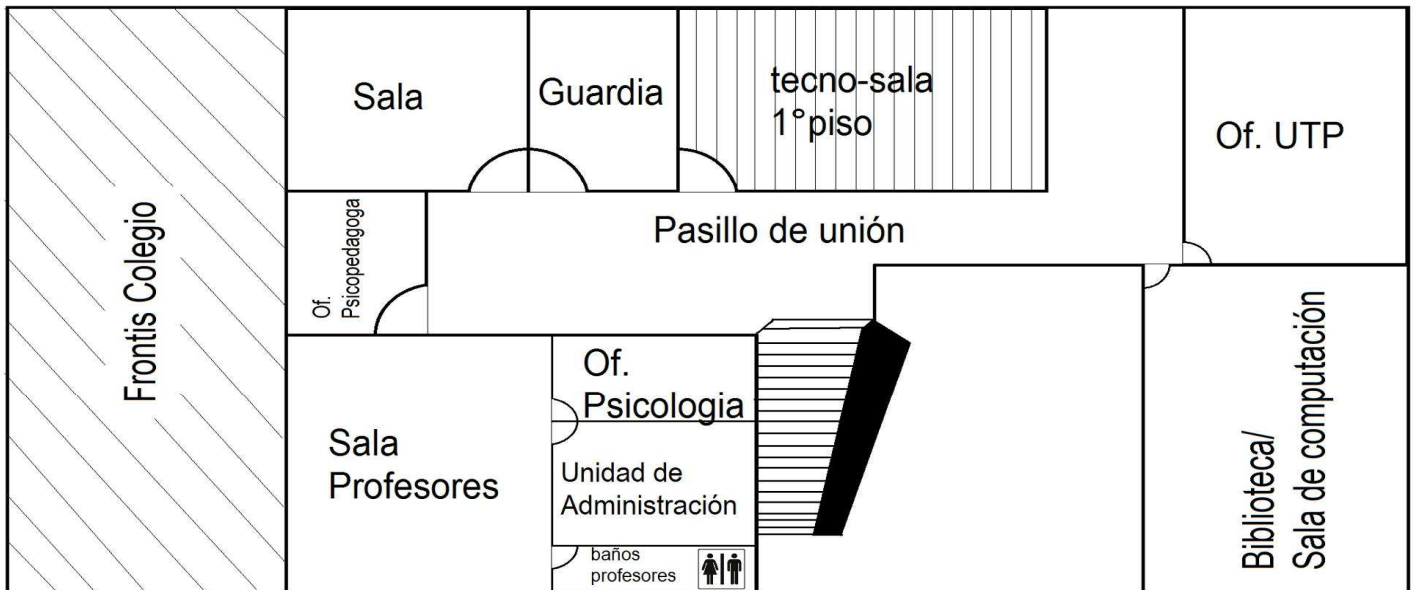 Sala
Guardia
tecno-sala
1°piso
Of. UTP
Frontis Colegio
Of.
Psicopedagoga
Pasillo de unión
Sala
Profesores
Of.
Psicologia
Unidad de
Administración
baños
profesores
Biblioteca/
Sala de computación